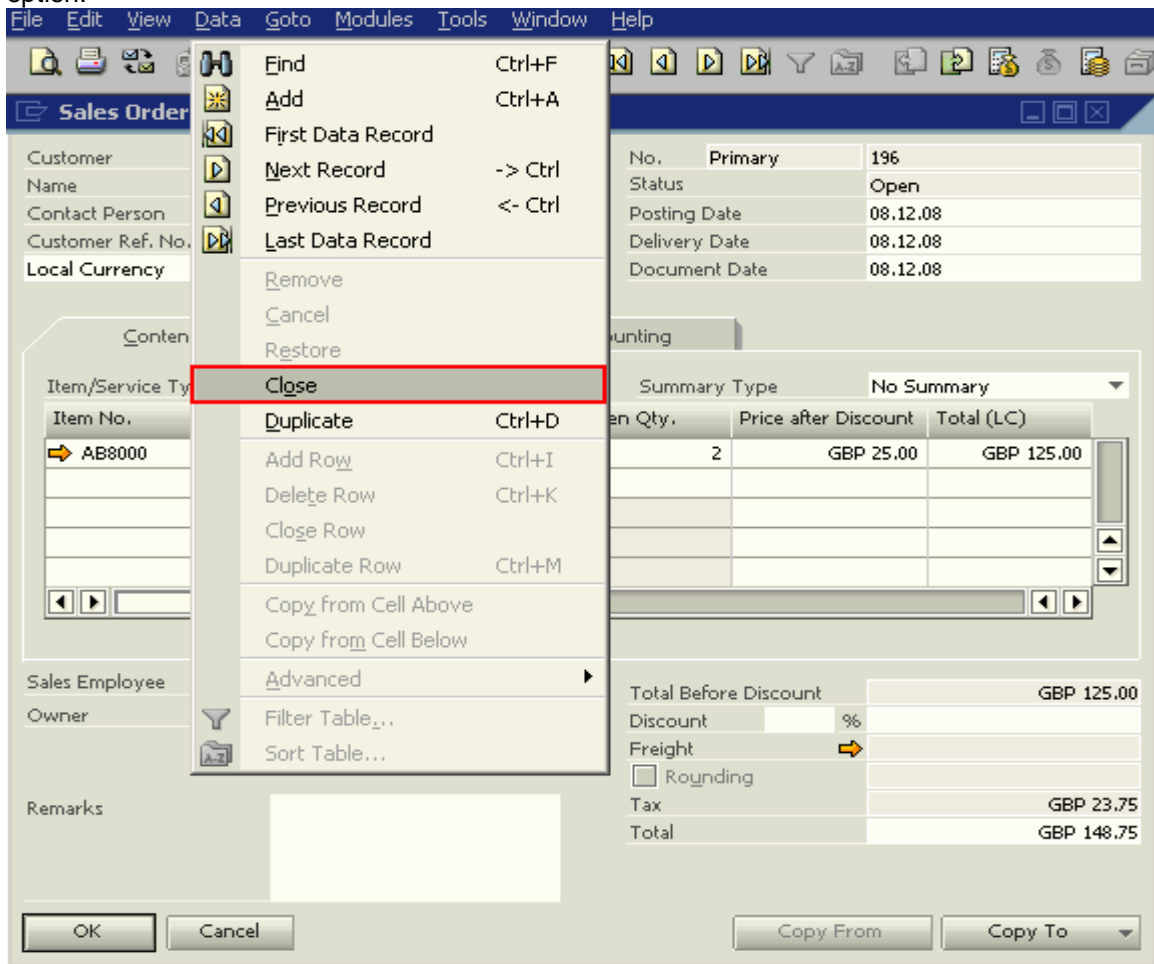 option.
File Edit View Data Goto Modules Tools Window Help
Sales Order
Find Ctrl+F
Add Ctrl+A
First Data Record
Next Record -> Ctrl
Previous Record <- Ctrl
Last Data Record
Remove
Cancel
Restore
Close
Duplicate Ctrl+D
Add Row Ctrl+I
Delete Row Ctrl+K
Close Row
Duplicate Row Ctrl+M
Copy from Cell Above
Copy from Cell Below
Advanced
Filter Table...
Sort Table...
Customer
Name
Contact Person
Customer Ref. No.
Local Currency
No. Primary 196
Status Open
Posting Date 08.12.08
Delivery Date 08.12.08
Document Date 08.12.08
Conten unting
Item/Service Ty Summary Type No Summary
Item No. en Qty. Price after Discount Total (LC)
AB8000 2 GBP 25.00 GBP 125.00
Sales Employee
Owner
Remarks
Total Before Discount GBP 125.00
Discount %
Freight
Rounding
Tax GBP 23.75
Total GBP 148.75
OK Cancel Copy From Copy To